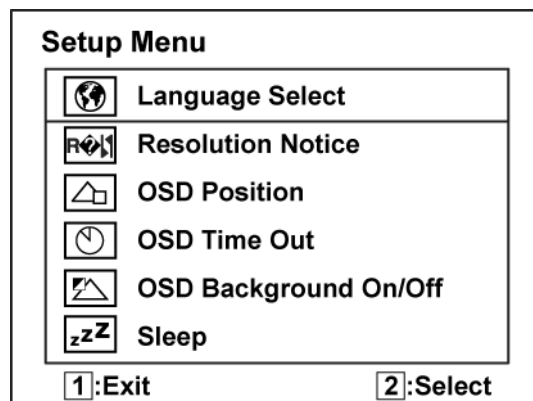 Setup Menu
Language Select
Resolution Notice
OSD Position
OSD Time Out
OSD Background On/Off
zzZ Sleep
1:Exit 2:Select